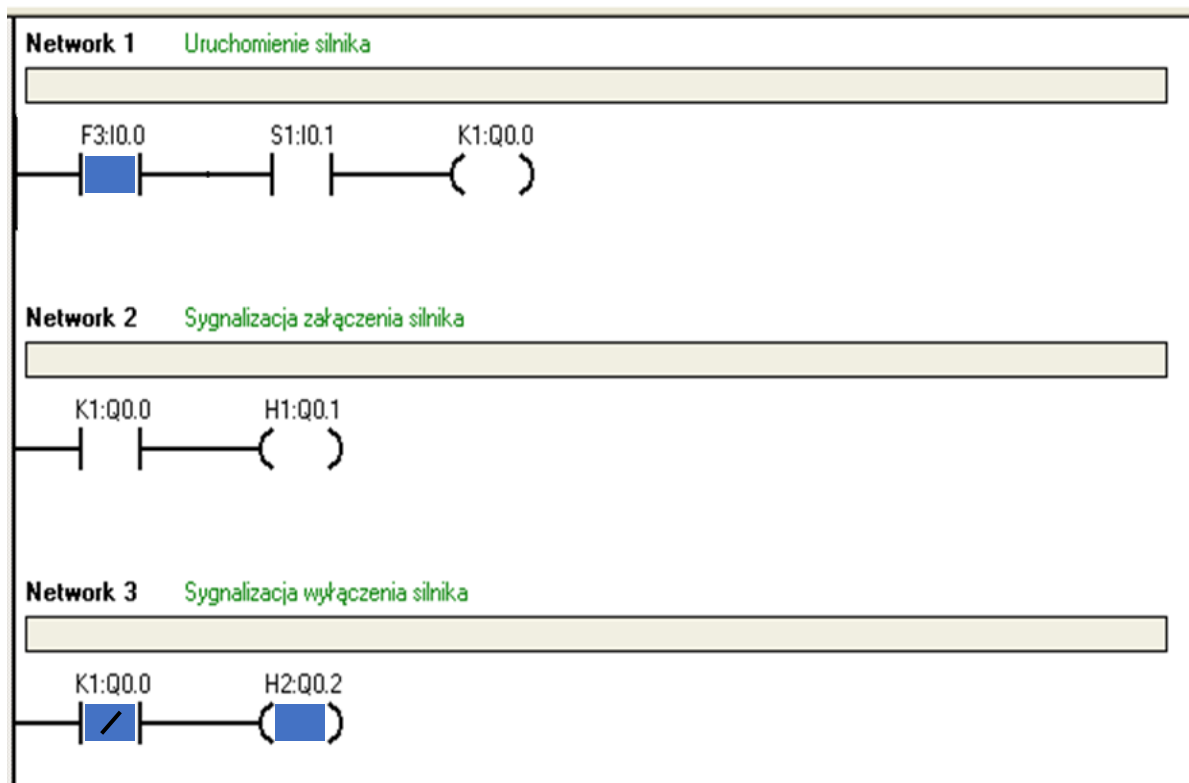 Network 1 Uruchomienie silnika
F3:I0.0 S1:I0.1 K1:Q0.0
Network 2 Sygnalizacja załączenia silnika
K1:Q0.0 H1:Q0.1
Network 3 Sygnalizacja wyłączenia silnika
K1:Q0.0 H2:Q0.2